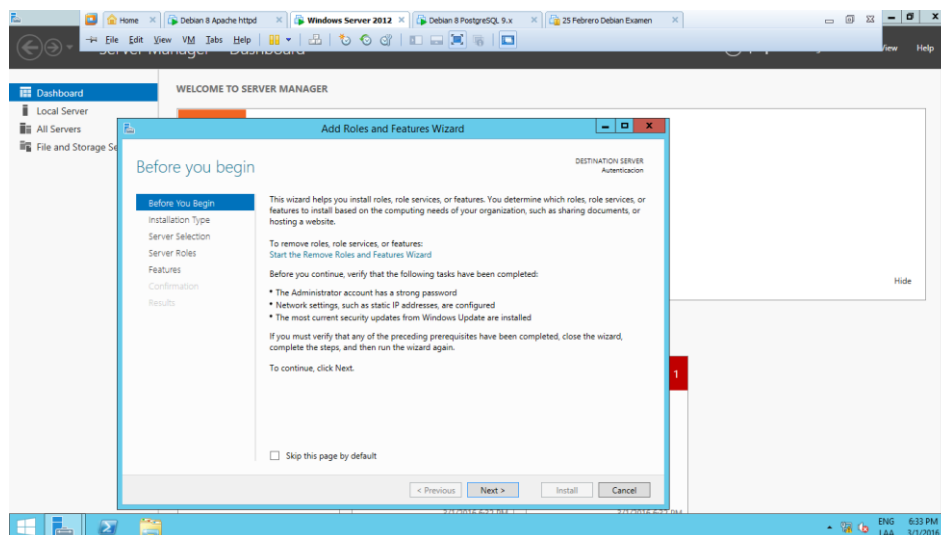 Home
Debian 8 Apache httpd
Windows Server 2012
Debian 8 PostgreSQL 9.x
25 Febrero Debian Examen
File Edit View VM Tabs Help
View Help
Dashboard
Local Server
All Servers
File and Storage Se
WELCOME TO SERVER MANAGER
Add Roles and Features Wizard
Before you begin
DESTINATION SERVER
Autenticacion
Before You Begin
Installation Type
Server Selection
Server Roles
Features
Confirmation
Results
This wizard helps you install roles, role services, or features. You determine which roles, role services, or
features to install based on the computing needs of your organization, such as sharing documents, or
hosting a website.
To remove roles, role services, or features:
Start the Remove Roles and Features Wizard
Before you continue, verify that the following tasks have been completed:
• The Administrator account has a strong password
• Network settings, such as static IP addresses, are configured
• The most current security updates from Windows Update are installed
If you must verify that any of the preceding prerequisites have been completed, close the wizard,
complete the steps, and then run the wizard again.
To continue, click Next.
Skip this page by default
< Previous
Next >
Install
Cancel
Hide
1
ENG 6:33 PM
LAA 3/1/2016